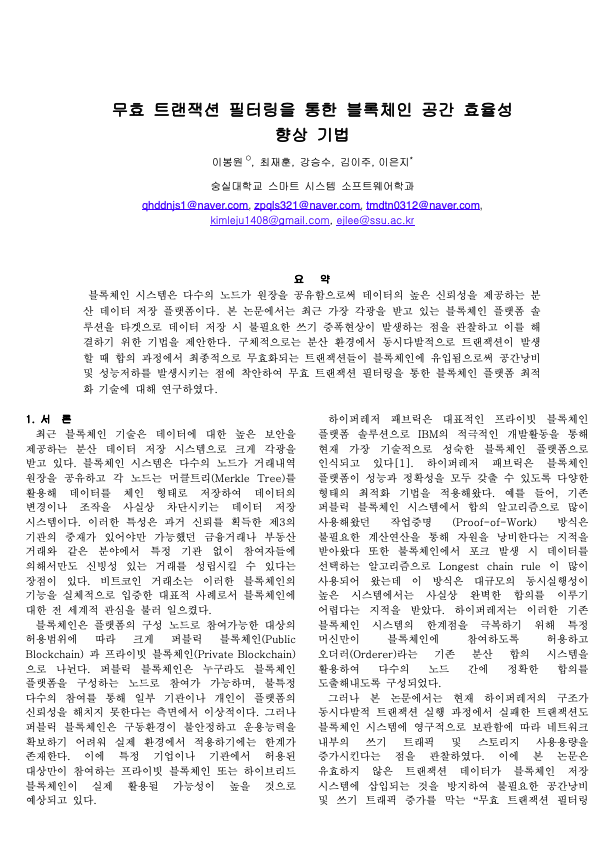 무효 트랜잭션 필터링을 통한 블록체인 공간 효율성
향상 기법
이봉원○, 최재훈, 강승수, 김이주, 이은지*
숭실대학교 스마트 시스템 소프트웨어학과
qhddnjs1@naver.com, zpqls321@naver.com, tmdtn0312@naver.com,
kimleju1408@gmail.com, ejlee@ssu.ac.kr
요 약
블록체인 시스템은 다수의 노드가 원장을 공유함으로써 데이터의 높은 신뢰성을 제공하는 분
산 데이터 저장 플랫폼이다. 본 논문에서는 최근 가장 각광을 받고 있는 블록체인 플랫폼 솔
루션을 타겟으로 데이터 저장 시 불필요한 쓰기 증폭현상이 발생하는 점을 관찰하고 이를 해
결하기 위한 기법을 제안한다. 구체적으로는 분산 환경에서 동시다발적으로 트랜잭션이 발생
할 때 합의 과정에서 최종적으로 무효화되는 트랜잭션들이 블록체인에 유입됨으로써 공간낭비
및 성능저하를 발생시키는 점에 착안하여 무효 트랜잭션 필터링을 통한 블록체인 플랫폼 최적
화 기술에 대해 연구하였다.
1. 서 론
최근 블록체인 기술은 데이터에 대한 높은 보안을
제공하는 분산 데이터 저장 시스템으로 크게 각광을
받고 있다. 블록체인 시스템은 다수의 노드가 거래내역
원장을 공유하고 각 노드는 머클트리(Merkle Tree)를
활용해 데이터를 체인 형태로 저장하여 데이터의
변경이나 조작을 사실상 차단시키는 데이터 저장
시스템이다. 이러한 특성은 과거 신뢰를 획득한 제3의
기관의 중재가 있어야만 가능했던 금융거래나 부동산
거래와 같은 분야에서 특정 기관 없이 참여자들에
의해서만도 신빙성 있는 거래를 성립시킬 수 있다는
장점이 있다. 비트코인 거래소는 이러한 블록체인의
기능을 실체적으로 입증한 대표적 사례로서 블록체인에
대한 전 세계적 관심을 불러 일으켰다.
블록체인은 플랫폼의 구성 노드로 참여가능한 대상의
허용범위에 따라 크게 퍼블릭 블록체인(Public
Blockchain) 과 프라이빗 블록체인(Private Blockchain)
으로 나뉜다. 퍼블릭 블록체인은 누구라도 블록체인
플랫폼을 구성하는 노드로 참여가 가능하며, 불특정
다수의 참여를 통해 일부 기관이나 개인이 플랫폼의
신뢰성을 해치지 못한다는 측면에서 이상적이다. 그러나
퍼블릭 블록체인은 구동환경이 불안정하고 운용능력을
확보하기 어려워 실제 환경에서 적용하기에는 한계가
존재한다. 이에 특정 기업이나 기관에서 허용된
대상만이 참여하는 프라이빗 블록체인 또는 하이브리드
블록체인이 실제 활용될 가능성이 높을 것으로
예상되고 있다.
하이퍼레저 패브릭은 대표적인 프라이빗 블록체인
플랫폼 솔루션으로 IBM의 적극적인 개발활동을 통해
현재 가장 기술적으로 성숙한 블록체인 플랫폼으로
인식되고 있다[1]. 하이퍼레저 패브릭은 블록체인
플랫폼이 성능과 정확성을 모두 갖출 수 있도록 다양한
형태의 최적화 기법을 적용해왔다. 예를 들어, 기존
퍼블릭 블록체인 시스템에서 합의 알고리즘으로 많이
사용해왔던 작업증명 (Proof-of-Work) 방식은
불필요한 계산연산을 통해 자원을 낭비한다는 지적을
받아왔다 또한 블록체인에서 포크 발생 시 데이터를
선택하는 알고리즘으로 Longest chain rule 이 많이
사용되어 왔는데 이 방식은 대규모의 동시실행성이
높은 시스템에서는 사실상 완벽한 합의를 이루기
어렵다는 지적을 받았다. 하이퍼레저는 이러한 기존
블록체인 시스템의 한계점을 극복하기 위해 특정
머신만이 블록체인에 참여하도록 허용하고
오더러(Orderer)라는 기존 분산 합의 시스템을
활용하여 다수의 노드 간에 정확한 합의를
도출해내도록 구성되었다.
그러나 본 논문에서는 현재 하이퍼레저의 구조가
동시다발적 트랜잭션 실행 과정에서 실패한 트랜잭션도
블록체인 시스템에 영구적으로 보관함에 따라 네트워크
내부의 쓰기 트래픽 및 스토리지 사용용량을
증가시킨다는 점을 관찰하였다. 이에 본 논문은
유효하지 않은 트랜잭션 데이터가 블록체인 저장
시스템에 삽입되는 것을 방지하여 불필요한 공간낭비
및 쓰기 트래픽 증가를 막는 “무효 트랜잭션 필터링